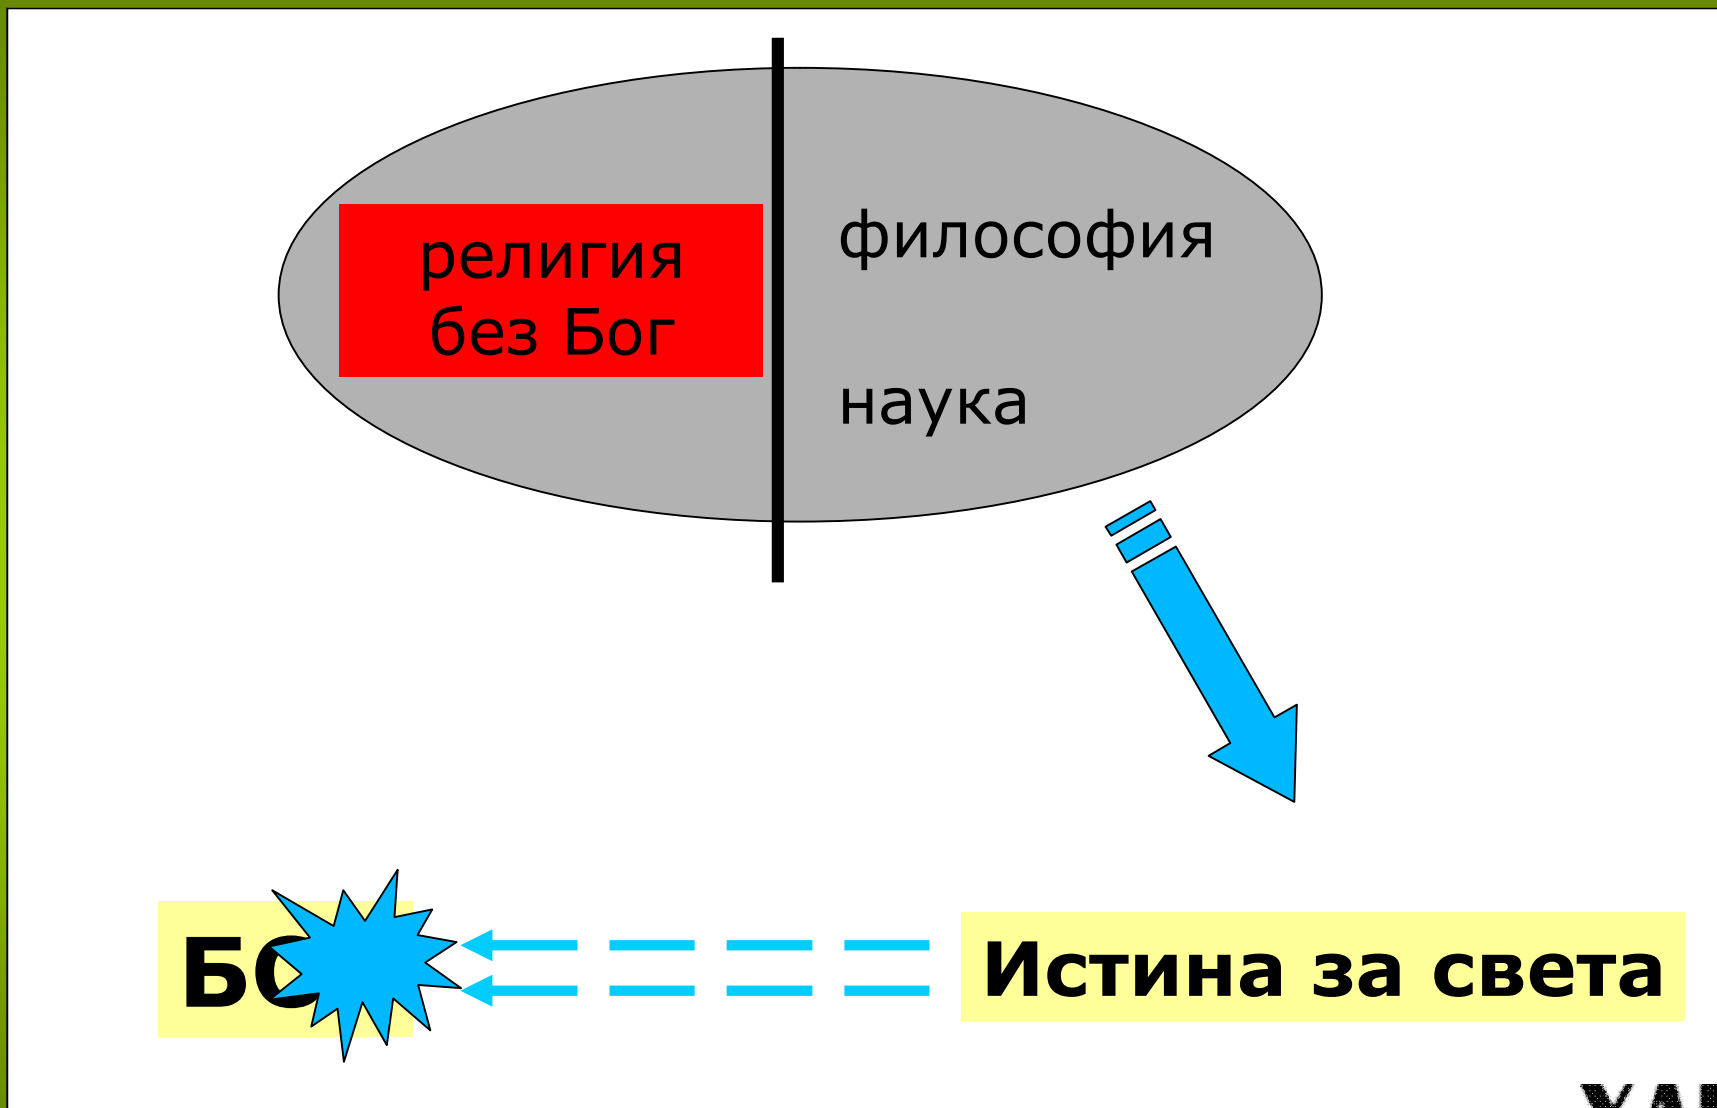 религия
без Бог
философия
наука
Истина за света